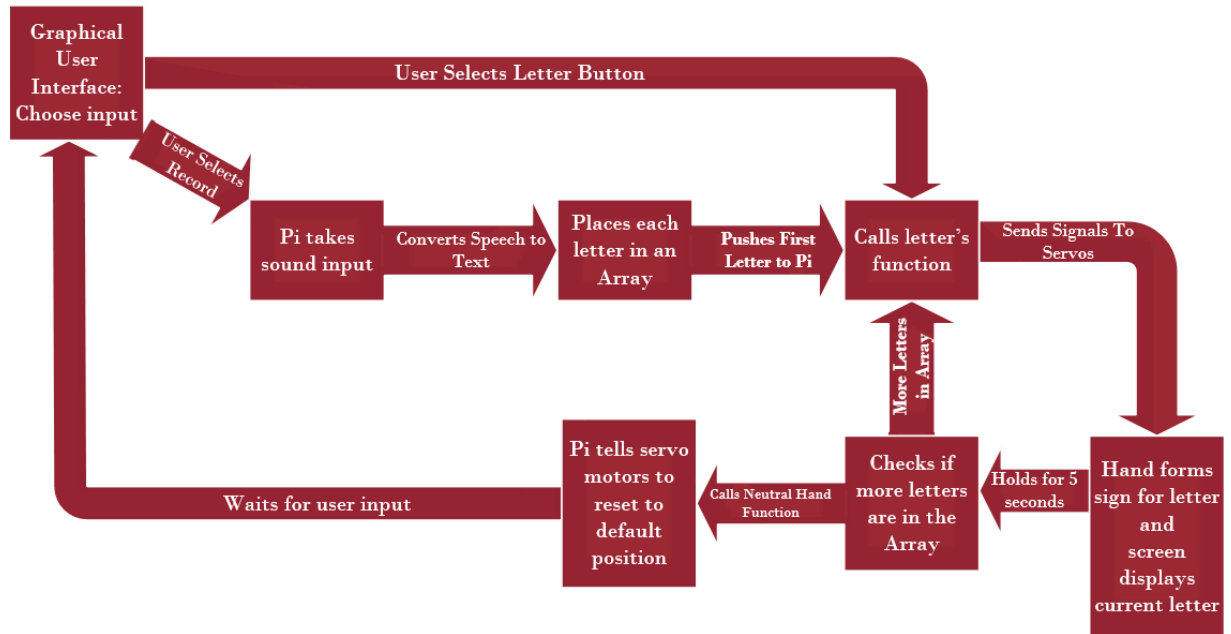 Graphical
User
Interface:
Choose input
User Selects Letter Button
User Selects
Record
Pi takes
sound input
Converts Speech to
Text
Places each
letter in an
Array
Pushes First
Letter to Pi
Calls letter's
function
Sends Signals To
Servos
More Letters
in Array
Hand forms
sign for letter
and
screen
displays
current letter
Holds for 5
seconds
Checks if
more letters
are in the
Array
Calls Neutral Hand
Function
Pi tells servo
motors to
reset to
default
position
Waits for user input